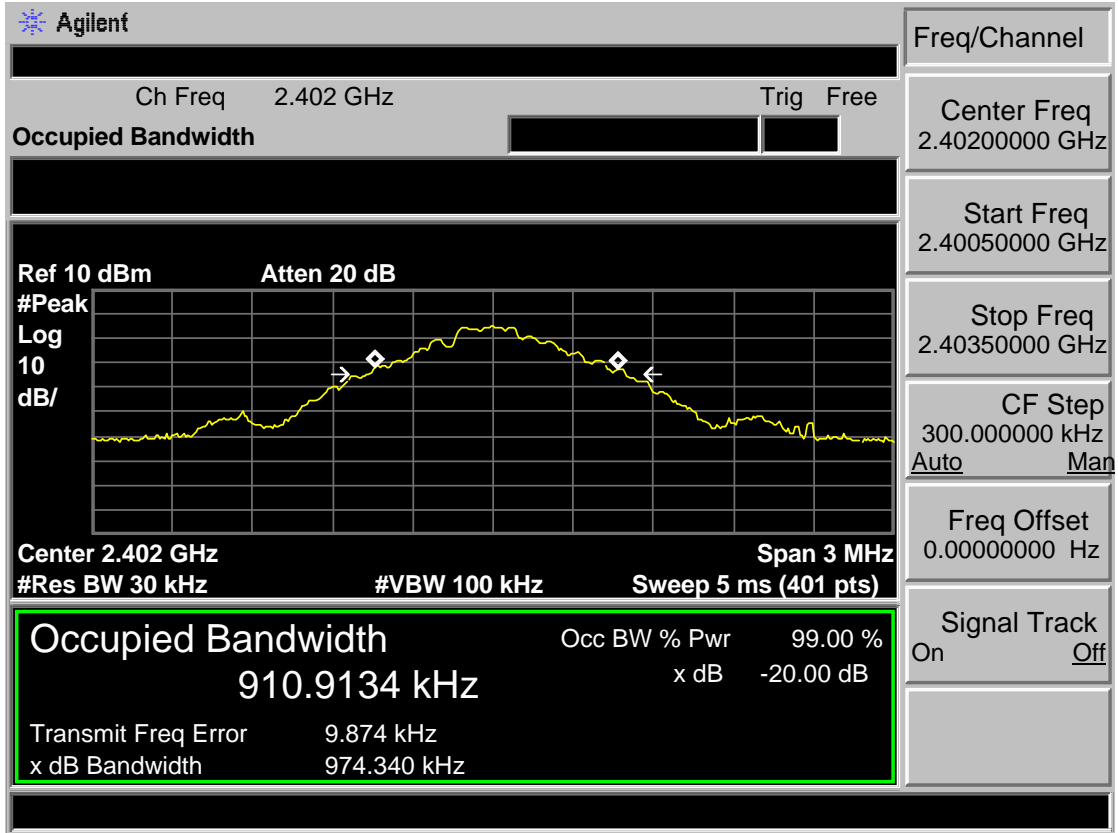 Agilent
Freq/Channel
Ch Freq 2.402 GHz Trig Free
Occupied Bandwidth
Center Freq
2.40200000 GHz
Start Freq
2.40050000 GHz
Stop Freq
2.40350000 GHz
CF Step
300.000000 kHz
Auto Man
Freq Offset
0.00000000 Hz
Signal Track
On Off
Ref 10 dBm Atten 20 dB
#Peak
Log
10
dB/
Center 2.402 GHz Span 3 MHz
#Res BW 30 kHz #VBW 100 kHz Sweep 5 ms (401 pts)
Occupied Bandwidth Occ BW % Pwr 99.00 %
910.9134 kHz x dB -20.00 dB
Transmit Freq Error 9.874 kHz
x dB Bandwidth 974.340 kHz